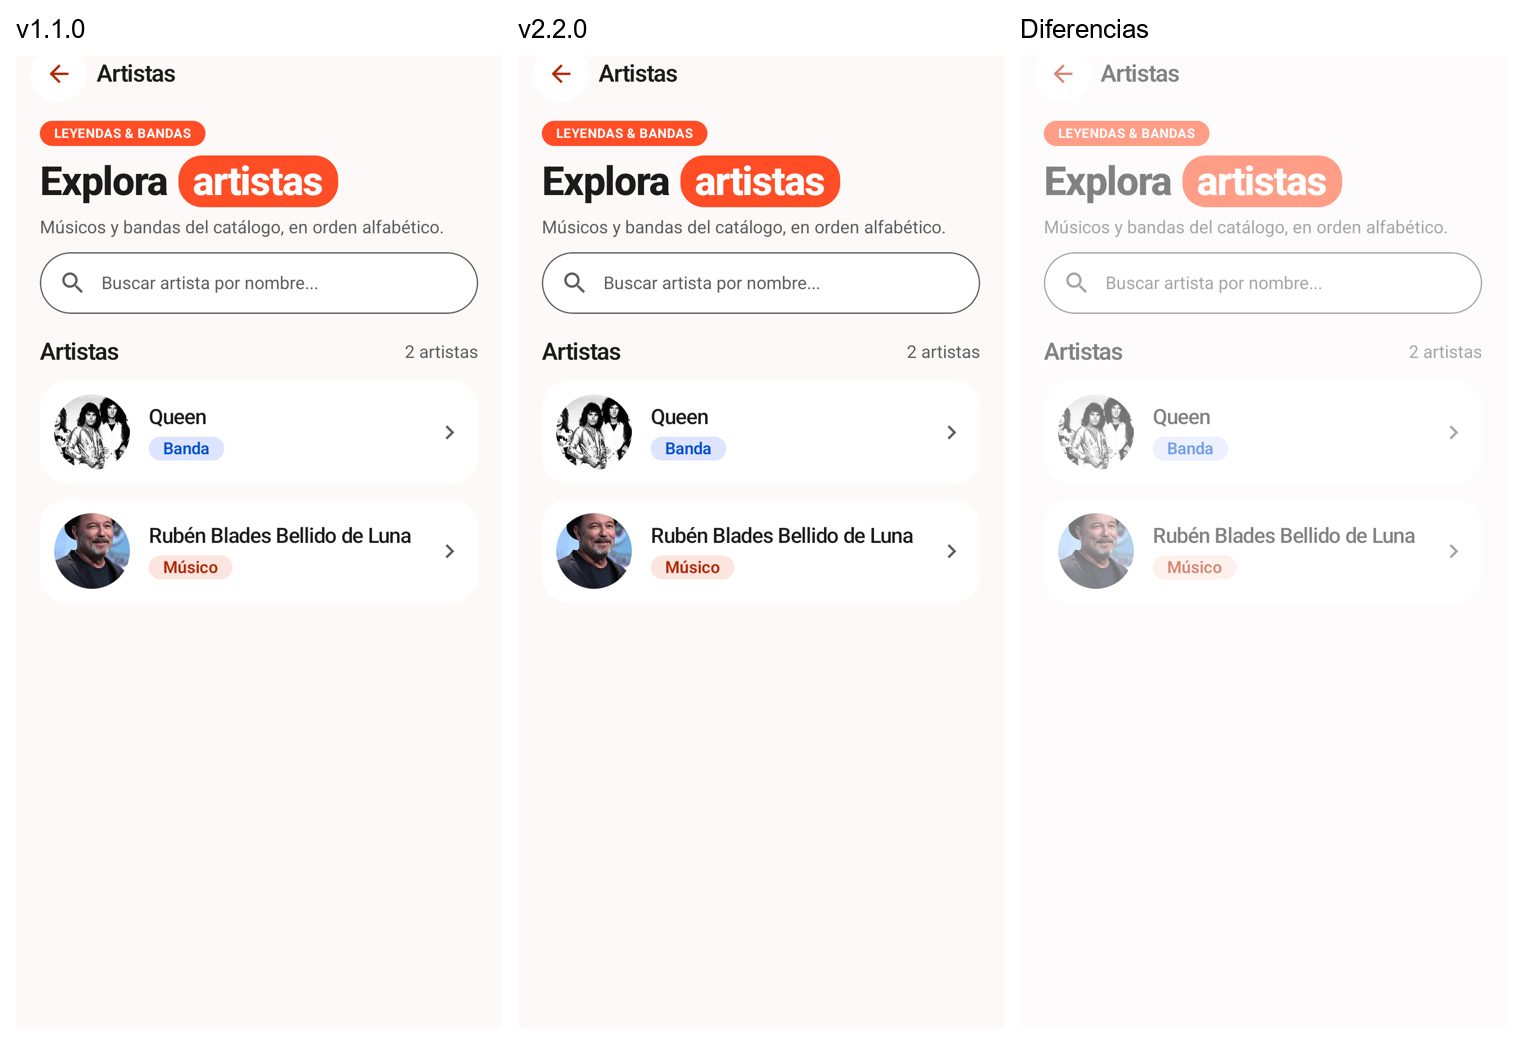 v1.1.0
Artistas
LEYENDAS & BANDAS
Explora artistas
Músicos y bandas del catálogo, en orden alfabético.
Buscar artista por nombre...
Artistas
2 artistas
Queen
Banda
Rubén Blades Bellido de Luna
Músico
v2.2.0
Artistas
LEYENDAS & BANDAS
Explora artistas
Músicos y bandas del catálogo, en orden alfabético.
Buscar artista por nombre...
Artistas
2 artistas
Queen
Banda
Rubén Blades Bellido de Luna
Músico
Diferencias
Artistas
LEYENDAS & BANDAS
Explora artistas
Músicos y bandas del catálogo, en orden alfabético.
Buscar artista por nombre...
Artistas
2 artistas
Queen
Banda
Rubén Blades Bellido de Luna
Músico